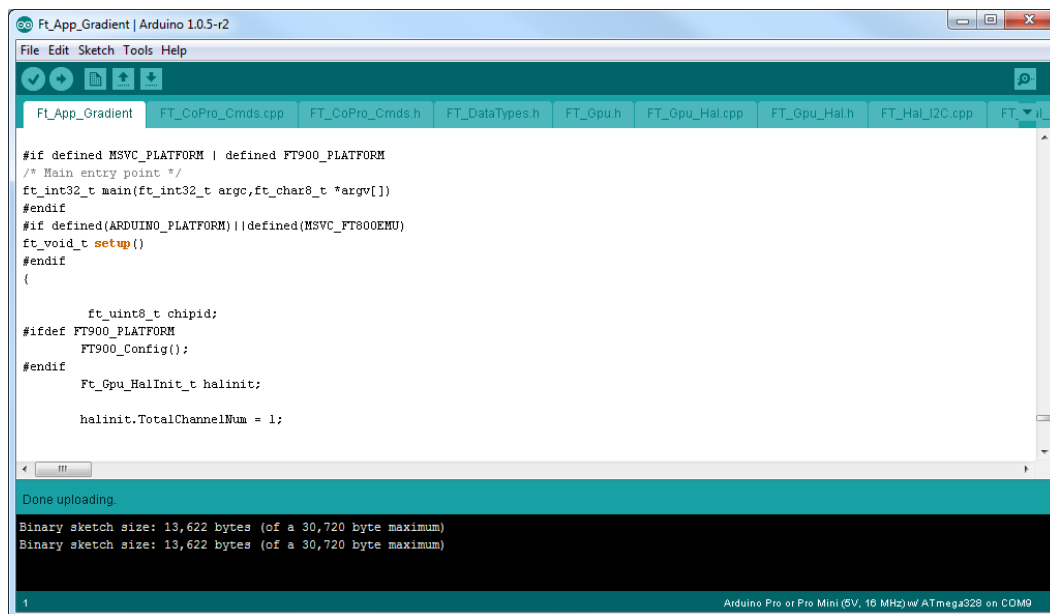 Ft_App_Gradient | Arduino 1.0.5-r2
File Edit Sketch Tools Help
Ft_App_Gradient FT_CoPro_Cmds.cpp FT_CoPro_Cmds.h FT_DataTypes.h FT_Gpu.h FT_Gpu_Hal.cpp FT_Gpu_Hal.h FT_Hal_I2C.cpp
#if defined MSVC_PLATFORM | defined FT900_PLATFORM
/* Main entry point */
ft_int32_t main(ft_int32_t argc,ft_char8_t *argv[])
#endif
#if defined(ARDUINO_PLATFORM)||defined(MSVC_FT800EMU)
ft_void_t setup()
#endif
{
ft_uint8_t chipid;
#ifdef FT900_PLATFORM
FT900_Config();
#endif
Ft_Gpu_HalInit_t halinit;
halinit.TotalChannelNum = 1;
Done uploading.
Binary sketch size: 13,622 bytes (of a 30,720 byte maximum)
Binary sketch size: 13,622 bytes (of a 30,720 byte maximum)
1 Arduino Pro or Pro Mini (5V, 16 MHz) w/ ATmega328 on COM9